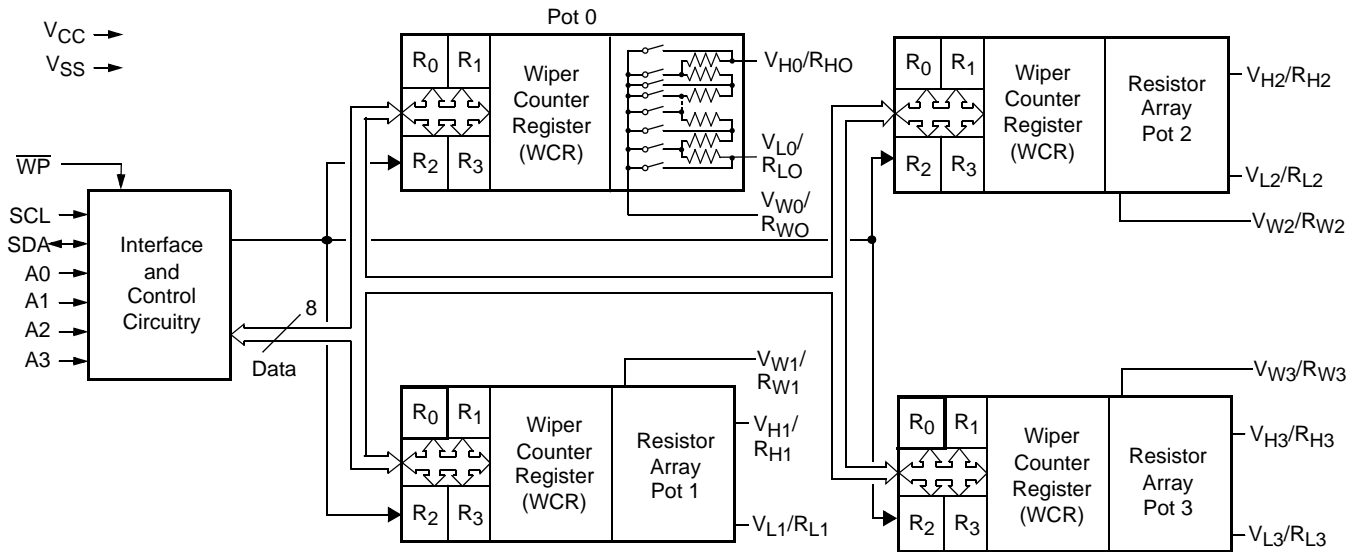 Pot 0
VCC
VSS
R0 R1
R2 R3
Wiper
Counter
Register
(WCR)
VH0/RHO
VL0/
RLO
VW0/
RWO
R0 R1
R2 R3
Wiper
Counter
Register
(WCR)
Resistor
Array
Pot 2
VH2/RH2
VL2/RL2
VW2/RW2
WP
SCL
SDA
A0
A1
A2
A3
Interface
and
Control
Circuitry
8
Data
R0 R1
R2 R3
Wiper
Counter
Register
(WCR)
Resistor
Array
Pot 1
VW1/
RW1
VH1/
RH1
VL1/RL1
R0 R1
R2 R3
Wiper
Counter
Register
(WCR)
Resistor
Array
Pot 3
VW3/RW3
VH3/RH3
VL3/RL3